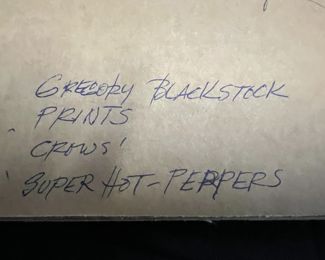 GREGORY BLACKSTOCK
PRINTS
'CROWS'
'SUPER HOT-PEPPERS